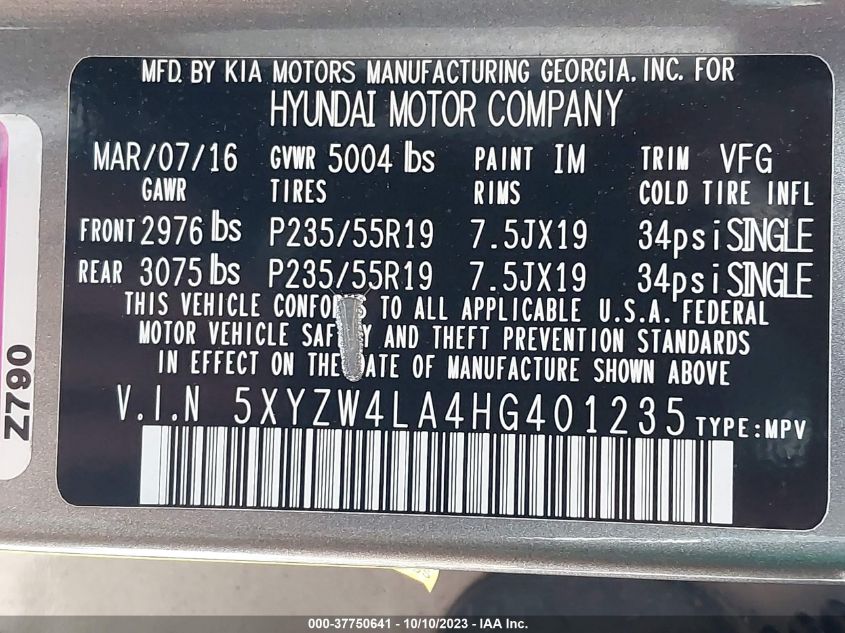 MFD. BY KIA MOTORS MANUFACTURING GEORGIA. INC. FOR
HYUNDAI MOTOR COMPANY
MAR/07/16 GVWR 5004 lbs PAINT IM TRIM VFG
GAWR TIRES RIMS COLD TIRE INFL
FRONT 2976 lbs P235/55R19 7.5JX19 34psi SINGLE
REAR 3075 lbs P235/55R19 7.5JX19 34psi SINGLE
THIS VEHICLE CONFORMS TO ALL APPLICABLE U.S.A. FEDERAL
MOTOR VEHICLE SAFETY AND THEFT PREVENTION STANDARDS
IN EFFECT ON THE DATE OF MANUFACTURE SHOWN ABOVE
V.I.N 5XYZW4LA4HG401235 TYPE:MPV
Z790
000-37750641 - 10/10/2023 - IAA Inc.